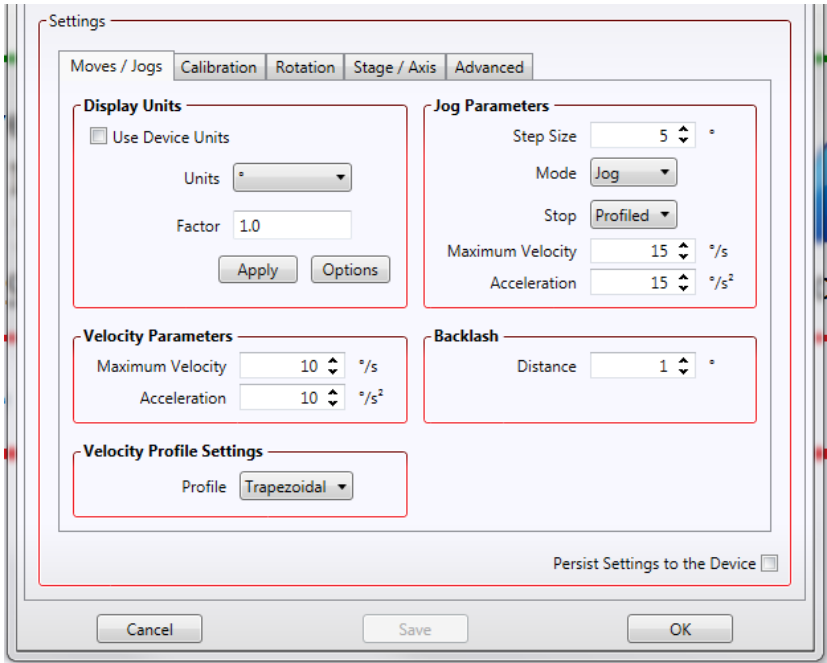 Settings
Moves / Jogs Calibration Rotation Stage / Axis Advanced
Display Units
Use Device Units
Units °
Factor 1.0
Apply Options
Jog Parameters
Step Size 5 °
Mode Jog
Stop Profiled
Maximum Velocity 15 °/s
Acceleration 15 °/s²
Velocity Parameters
Maximum Velocity 10 °/s
Acceleration 10 °/s²
Backlash
Distance 1 °
Velocity Profile Settings
Profile Trapezoidal
Persist Settings to the Device
Cancel Save OK